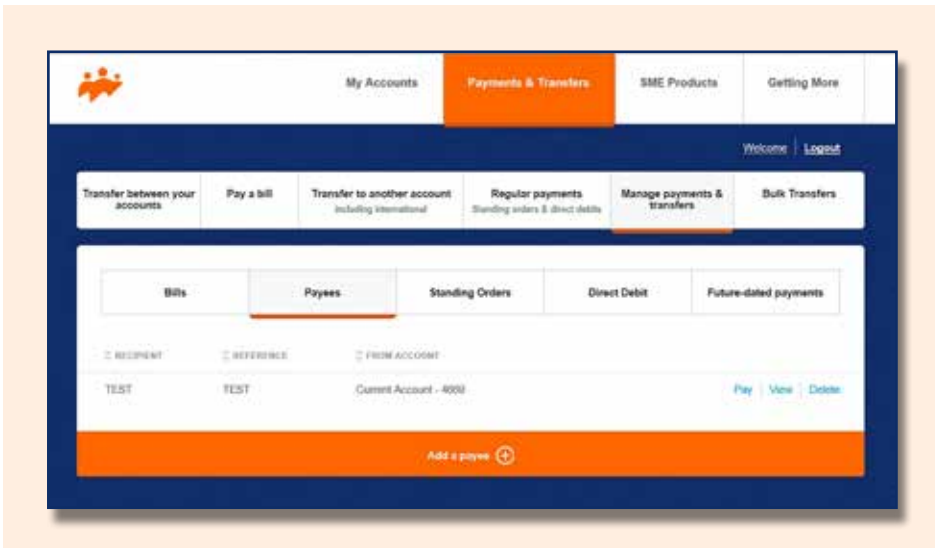 My Accounts
Payments & Transfers
SME Products
Getting More
Welcome
Logout
Transfer between your
accounts
Pay a bill
Transfer to another account
including international
Regular payments
Standing orders & direct debits
Manage payments &
transfers
Bulk Transfers
Bills
Payees
Standing Orders
Direct Debit
Future-dated payments
RECIPIENT
REFERENCE
FROM ACCOUNT
TEST
TEST
Current Account -
Pay
View
Delete
Add a payee